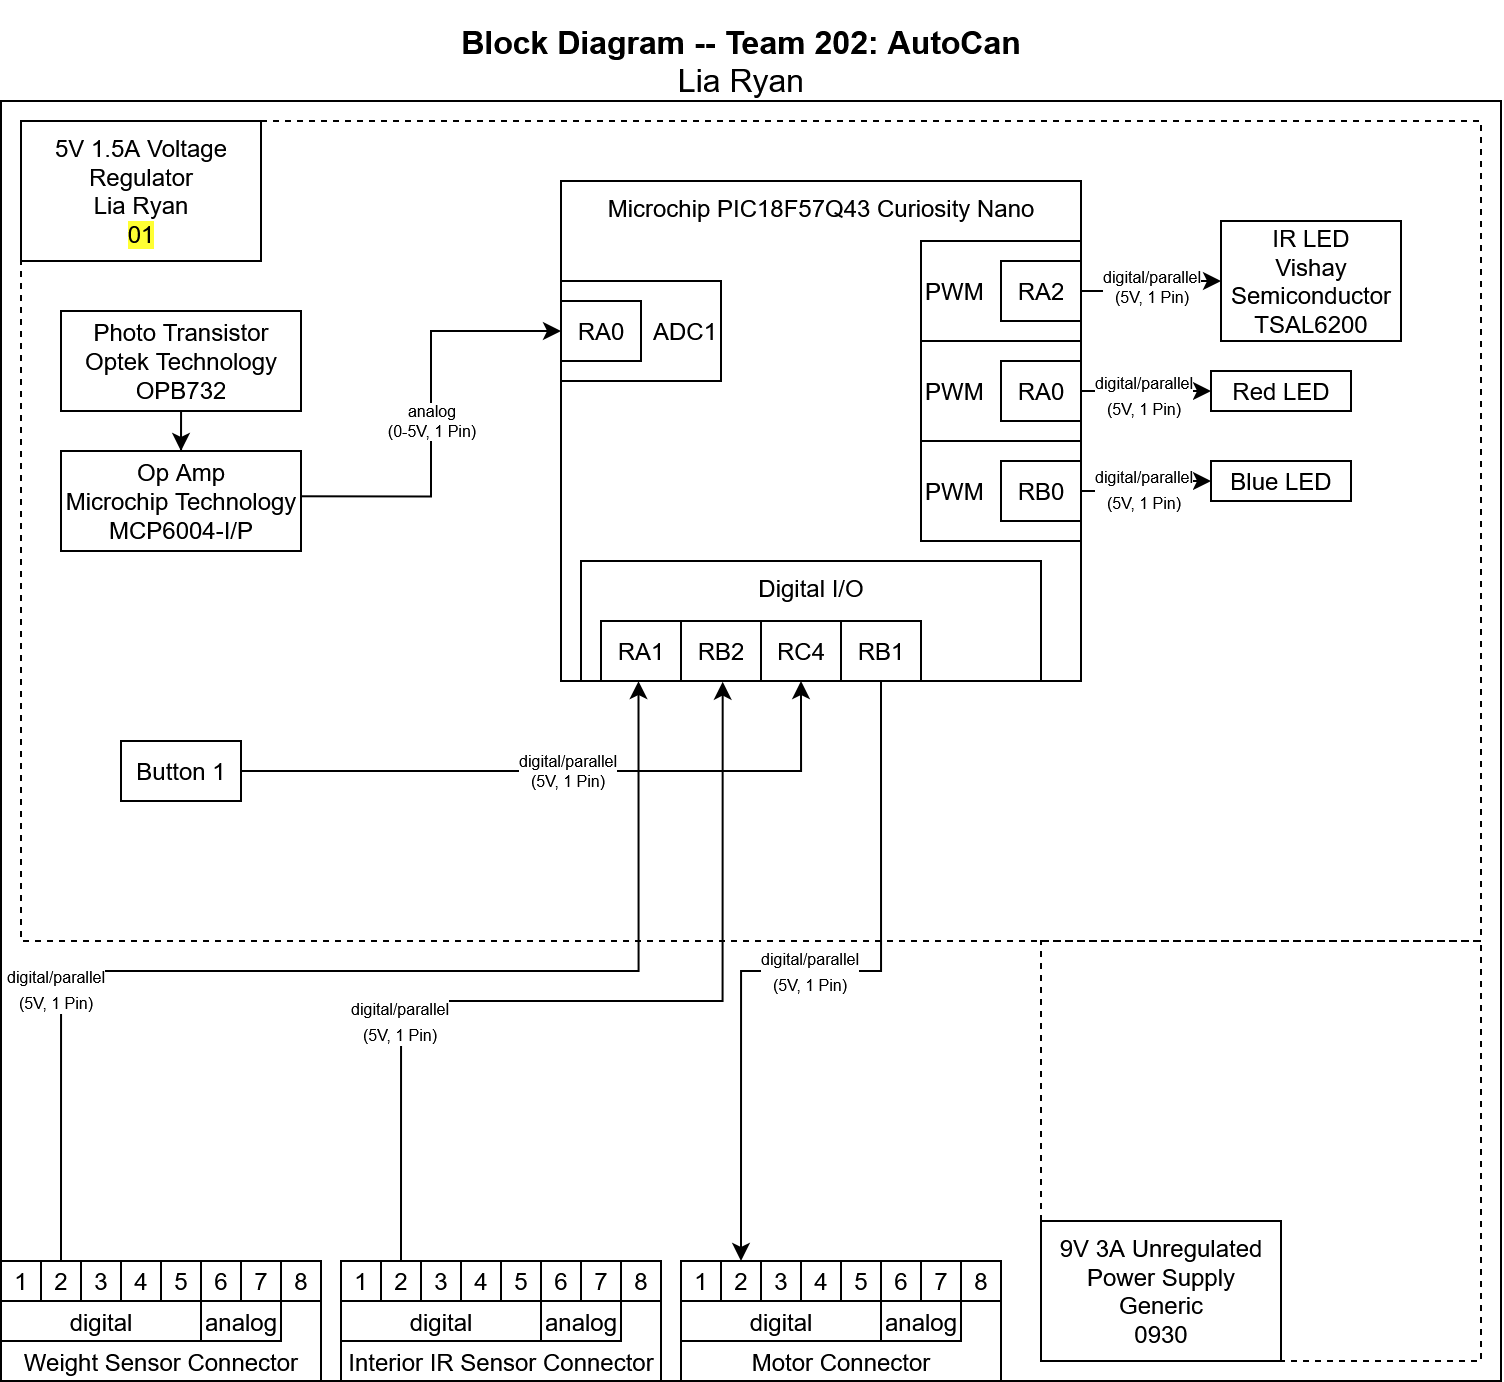 Block Diagram -- Team 202: AutoCan
Lia Ryan
5V 1.5A Voltage
Regulator
Lia Ryan
01
Microchip PIC18F57Q43 Curiosity Nano
Photo Transistor
Optek Technology
OPB732
Op Amp
Microchip Technology
MCP6004-I/P
analog
(0-5V, 1 Pin)
RA0
ADC1
PWM
RA2
digital/parallel
(5V, 1 Pin)
IR LED
Vishay
Semiconductor
TSAL6200
PWM
RA0
digital/parallel
(5V, 1 Pin)
Red LED
PWM
RB0
digital/parallel
(5V, 1 Pin)
Blue LED
Digital I/O
RA1 RB2 RC4 RB1
Button 1
digital/parallel
(5V, 1 Pin)
digital/parallel
(5V, 1 Pin)
digital/parallel
(5V, 1 Pin)
digital/parallel
(5V, 1 Pin)
1 2 3 4 5 6 7 8
digital analog
Weight Sensor Connector
1 2 3 4 5 6 7 8
digital analog
Interior IR Sensor Connector
1 2 3 4 5 6 7 8
digital analog
Motor Connector
9V 3A Unregulated
Power Supply
Generic
0930